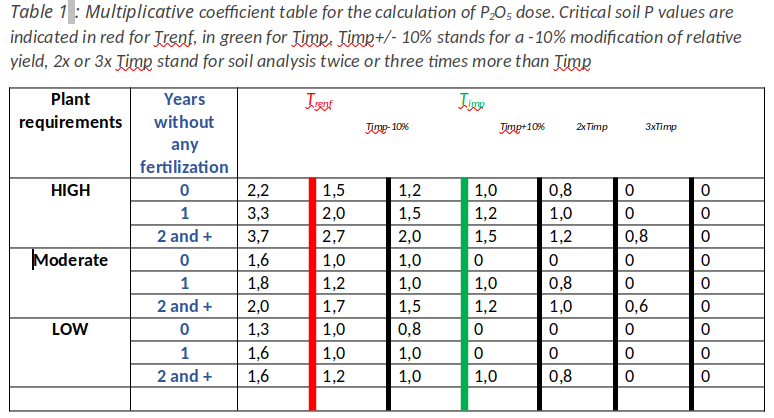 Table 1 : Multiplicative coefficient table for the calculation of P₂O₅ dose. Critical soil P values are
indicated in red for Trenf, in green for Timp. Timp+/- 10% stands for a -10% modification of relative
yield, 2x or 3x Timp stand for soil analysis twice or three times more than Timp
Plant requirements Years without any fertilization Trenf Timp-10% Timp Timp+10% 2xTimp 3xTimp
HIGH 0 2,2 1,5 1,2 1,0 0,8 0 0
1 3,3 2,0 1,5 1,2 1,0 0 0
2 and + 3,7 2,7 2,0 1,5 1,2 0,8 0
Moderate 0 1,6 1,0 1,0 0 0 0 0
1 1,8 1,2 1,0 1,0 0,8 0 0
2 and + 2,0 1,7 1,5 1,2 1,0 0,6 0
LOW 0 1,3 1,0 0,8 0 0 0 0
1 1,6 1,0 1,0 0 0 0 0
2 and + 1,6 1,2 1,0 1,0 0,8 0 0